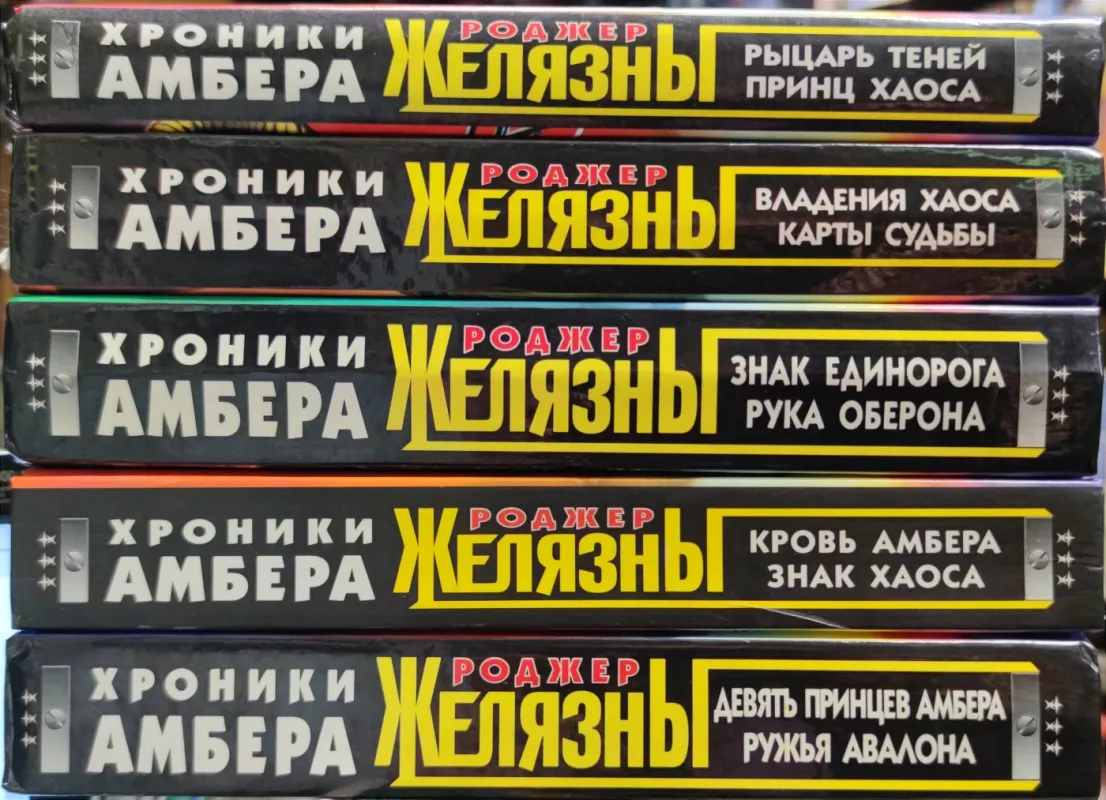 ХРОНИКИ
АМБЕРА
РОДЖЕР
ЖЕЛЯЗНЫ
РЫЦАРЬ ТЕНЕЙ
ПРИНЦ ХАОСА
ХРОНИКИ
АМБЕРА
РОДЖЕР
ЖЕЛЯЗНЫ
ВЛАДЕНИЯ ХАОСА
КАРТЫ СУДЬБЫ
ХРОНИКИ
АМБЕРА
РОДЖЕР
ЖЕЛЯЗНЫ
ЗНАК ЕДИНОРОГА
РУКА ОБЕРОНА
ХРОНИКИ
АМБЕРА
РОДЖЕР
ЖЕЛЯЗНЫ
КРОВЬ АМБЕРА
ЗНАК ХАОСА
ХРОНИКИ
АМБЕРА
РОДЖЕР
ЖЕЛЯЗНЫ
ДЕВЯТЬ ПРИНЦЕВ АМБЕРА
РУЖЬЯ АВАЛОНА